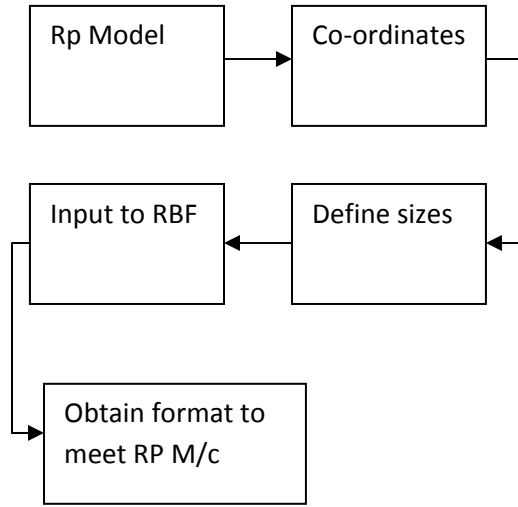 Rp Model
Co-ordinates
Input to RBF
Define sizes
Obtain format to
meet RP M/c